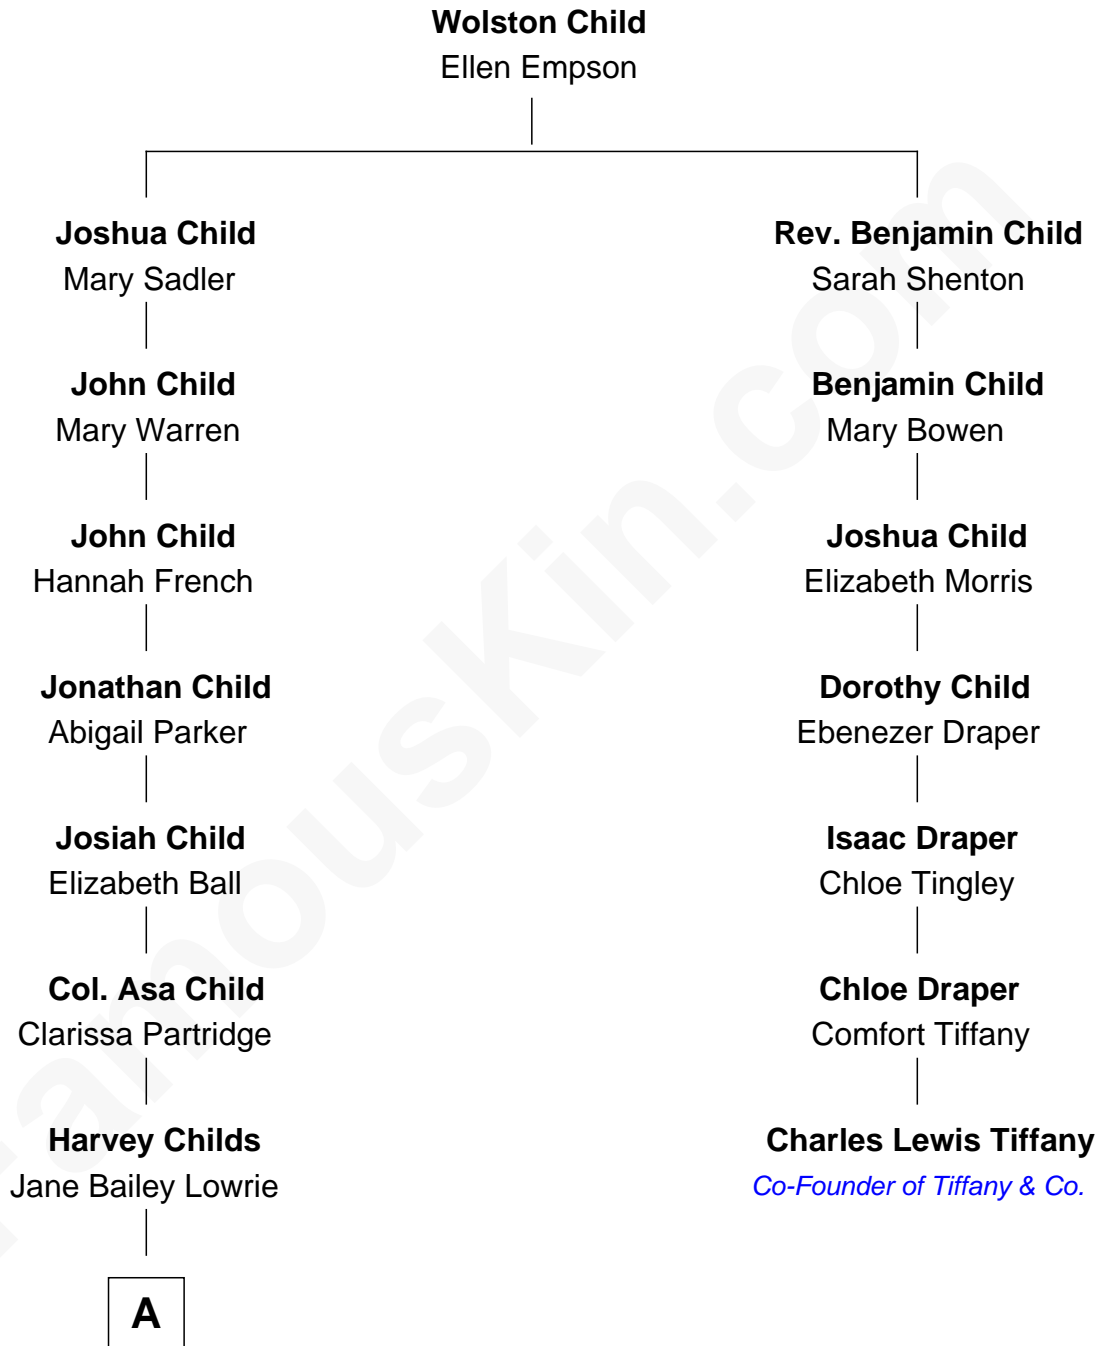 Wolston Child
Ellen Empson
Joshua Child
Mary Sadler
Rev. Benjamin Child
Sarah Shenton
John Child
Mary Warren
Benjamin Child
Mary Bowen
John Child
Hannah French
Joshua Child
Elizabeth Morris
Jonathan Child
Abigail Parker
Dorothy Child
Ebenezer Draper
Josiah Child
Elizabeth Ball
Isaac Draper
Chloe Tingley
Col. Asa Child
Clarissa Partridge
Chloe Draper
Comfort Tiffany
Harvey Childs
Jane Bailey Lowrie
Charles Lewis Tiffany
Co-Founder of Tiffany & Co.
A
FamousKin.com